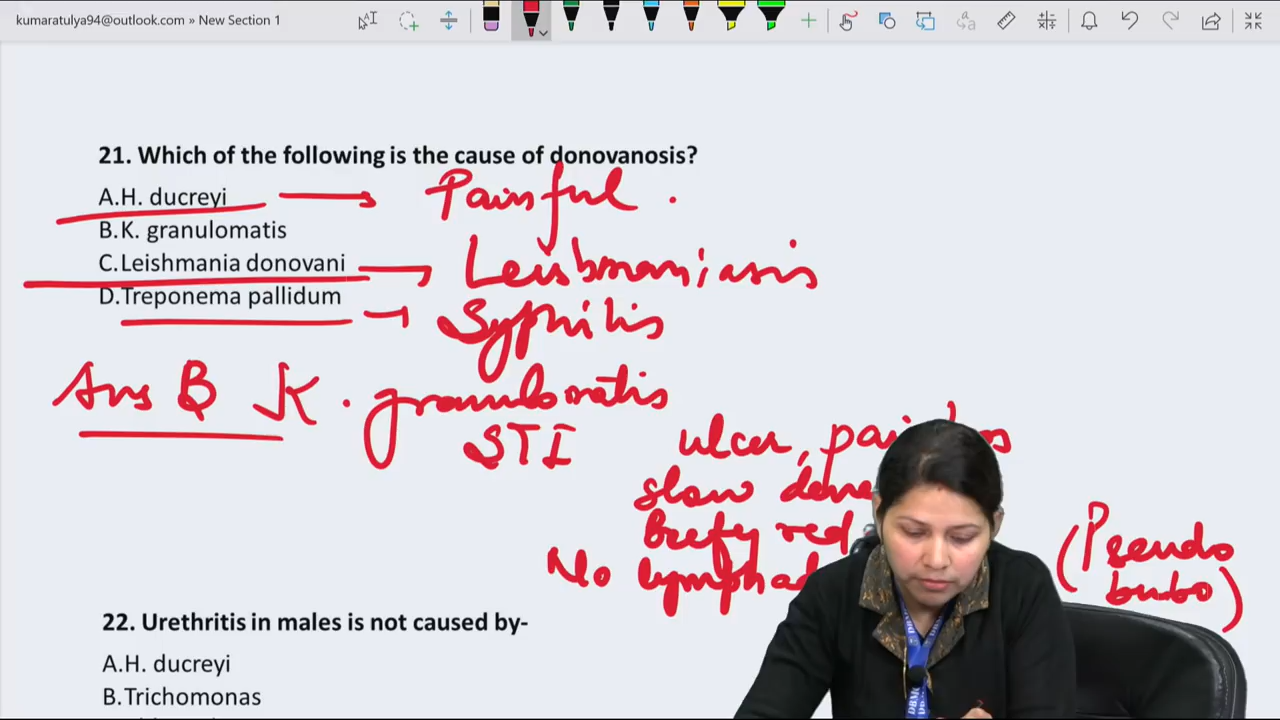 kumaratulya94@outlook.com » New Section 1
21. Which of the following is the cause of donovanosis?
A.H. ducreyi → Painful.
B.K. granulomatis
C.Leishmania donovani → Leishmaniasis
D.Treponema pallidum → Syphilis
Ans B K. granulomatis
STI
ulcer,
slow
Beefy red
No
(Pseudo
bubo)
22. Urethritis in males is not caused by-
A.H. ducreyi
B.Trichomonas